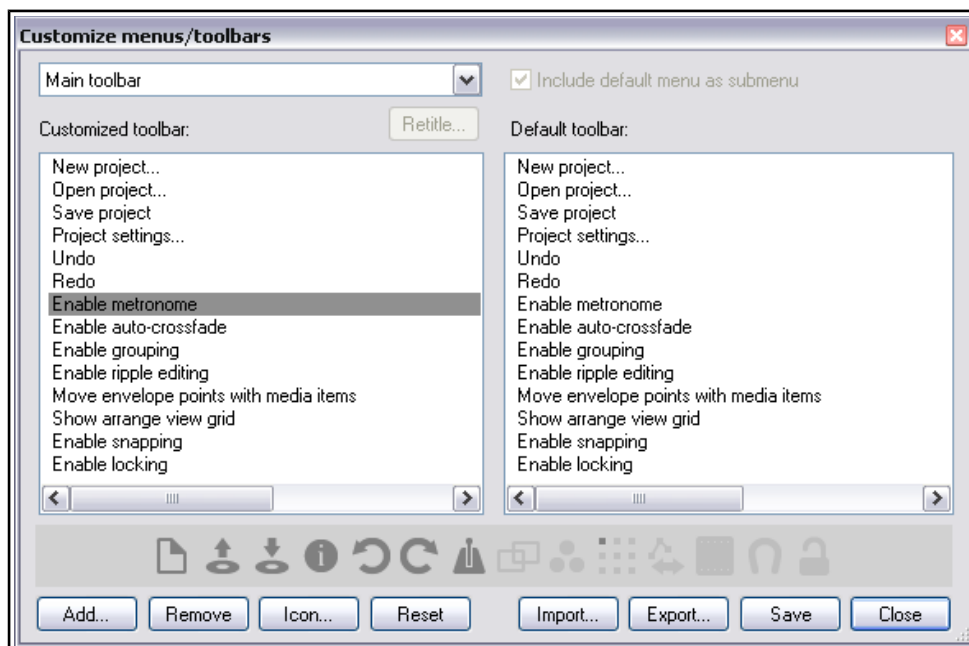 Customize menus/toolbars
Main toolbar
Include default menu as submenu
Customized toolbar:
Retitle...
Default toolbar:
New project...
Open project...
Save project
Project settings...
Undo
Redo
Enable metronome
Enable auto-crossfade
Enable grouping
Enable ripple editing
Move envelope points with media items
Show arrange view grid
Enable snapping
Enable locking
New project...
Open project...
Save project
Project settings...
Undo
Redo
Enable metronome
Enable auto-crossfade
Enable grouping
Enable ripple editing
Move envelope points with media items
Show arrange view grid
Enable snapping
Enable locking
Add...
Remove
Icon...
Reset
Import...
Export...
Save
Close